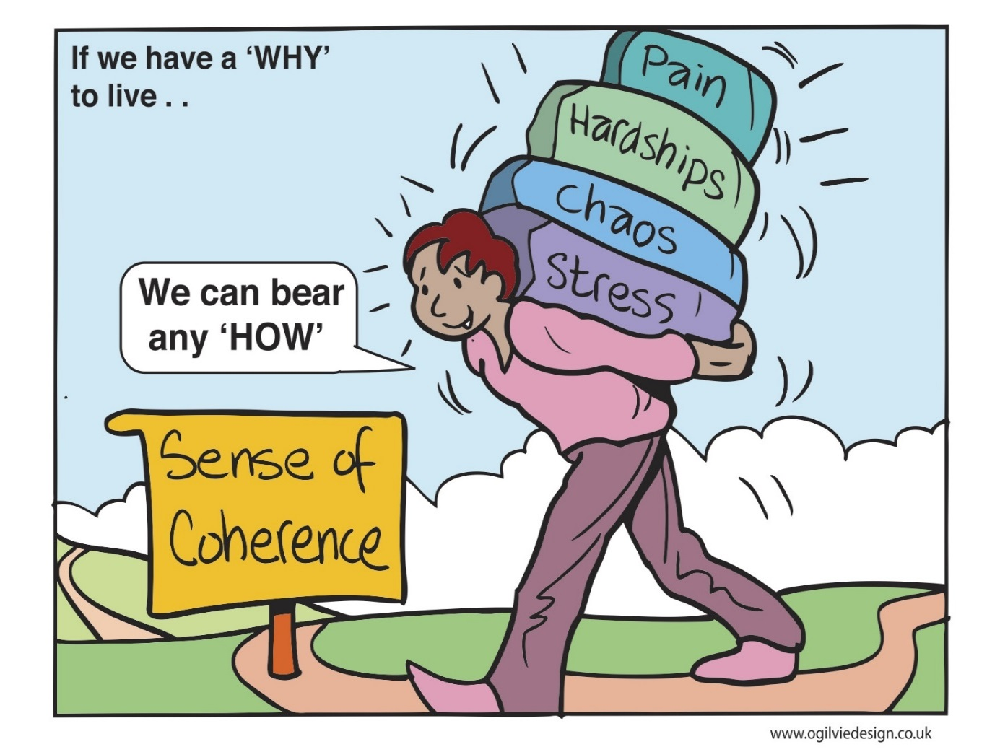 If we have a ‘WHY’
to live . .
Pain
Hardships
Chaos
Stress
We can bear
any ‘HOW’
Sense of
Coherence
www.ogilviedesign.co.uk